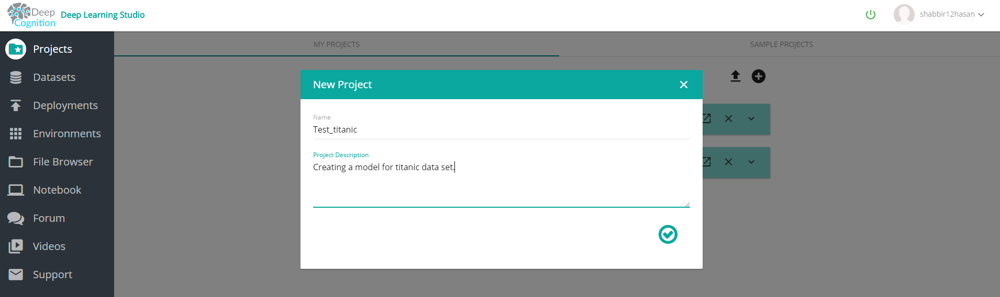 Deep
Cognition
Deep Learning Studio
shabbir12hasan
Projects
Datasets
Deployments
Environments
File Browser
Notebook
Forum
Videos
Support
MY PROJECTS
SAMPLE PROJECTS
New Project
Name
Test_titanic
Project Description
Creating a model for titanic data set.